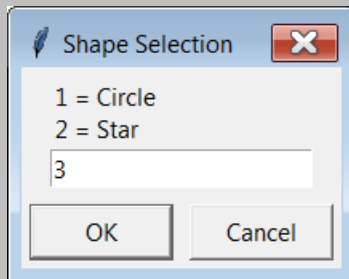 Shape Selection
1 = Circle
2 = Star
3
OK Cancel